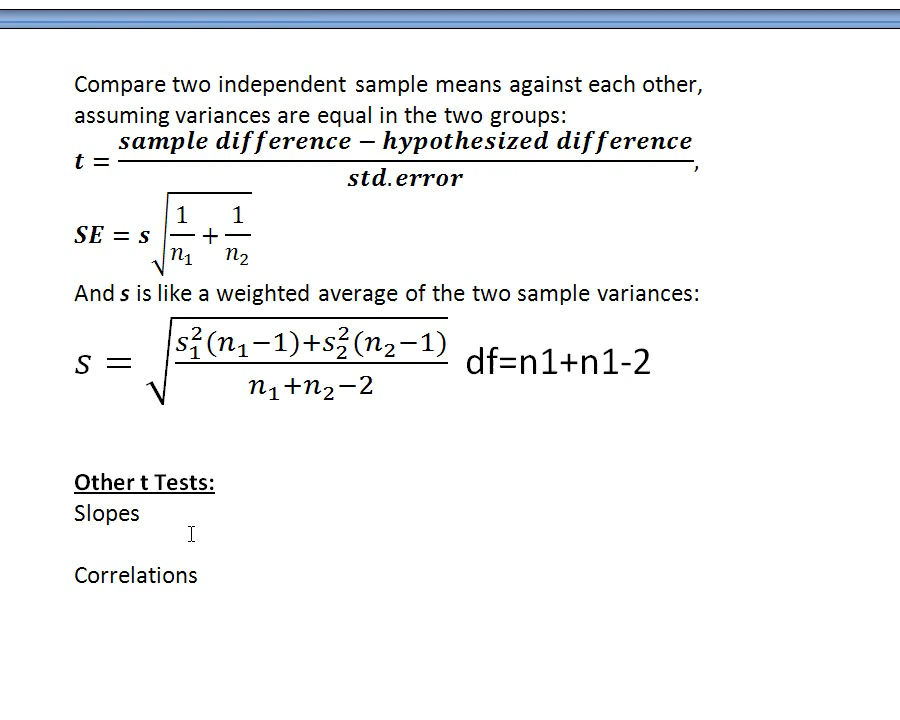 Compare two independent sample means against each other,
assuming variances are equal in the two groups:
t = (sample difference − hypothesized difference) / std.error,
SE = s √(1/n₁ + 1/n₂)
And s is like a weighted average of the two sample variances:
s = √((s₁²(n₁−1)+s₂²(n₂−1)) / (n₁+n₂−2)) df=n1+n1-2
Other t Tests:
Slopes
Correlations